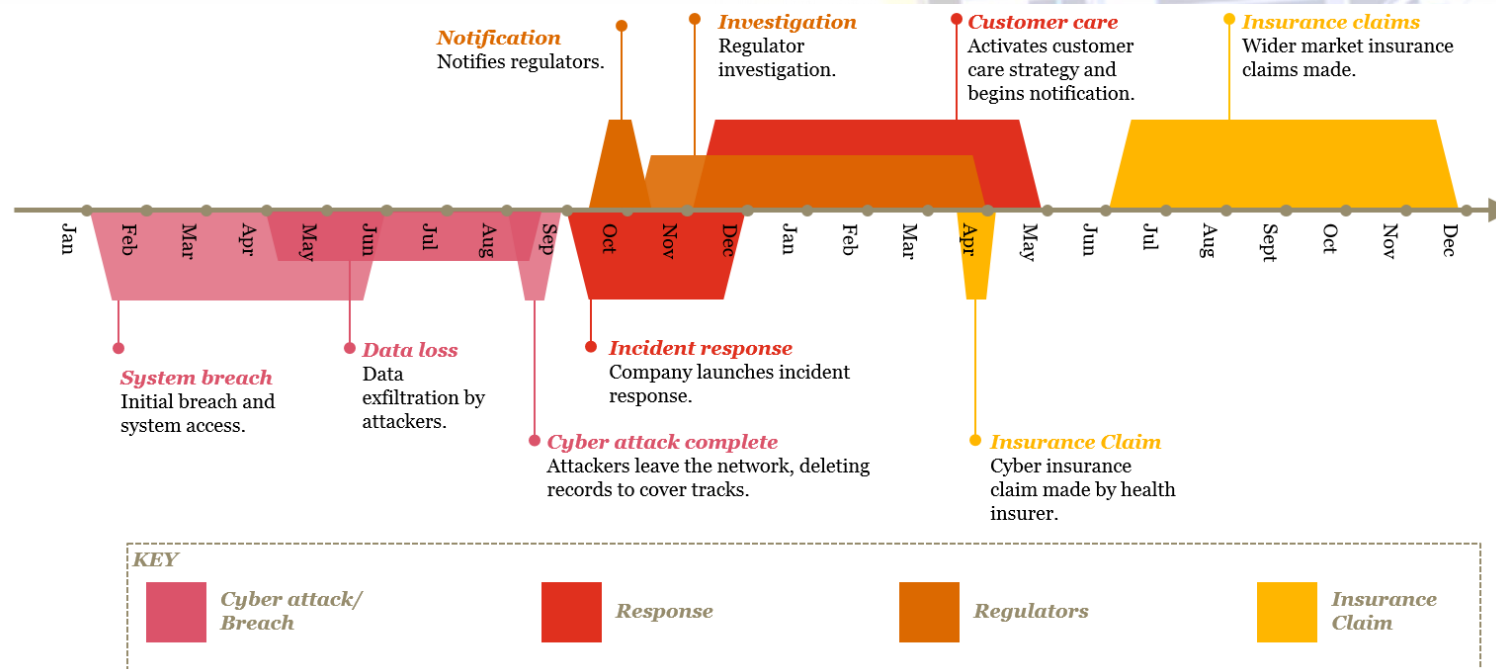 Notification
Notifies regulators.
Investigation
Regulator
investigation.
Customer care
Activates customer
care strategy and
begins notification.
Insurance claims
Wider market insurance
claims made.
Jan
Feb
Mar
Apr
May
Jun
Jul
Aug
Sep
Oct
Nov
Dec
Jan
Feb
Mar
Apr
May
Jun
Jul
Aug
Sept
Oct
Nov
Dec
System breach
Initial breach and
system access.
Data loss
Data
exfiltration by
attackers.
Incident response
Company launches incident
response.
Cyber attack complete
Attackers leave the network, deleting
records to cover tracks.
Insurance Claim
Cyber insurance
claim made by health
insurer.
KEY
Cyber attack/
Breach
Response
Regulators
Insurance
Claim